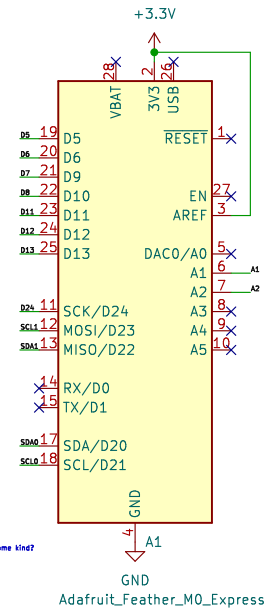 +3.3V
28 2 26
VBAT 3V3 USB
D5 19 D5 RESET 1
D6 20 D6
D7 21 D9
D8 22 D10 EN 27
D11 23 D11 AREF 3
D12 24 D12
D13 25 D13 DAC0/A0 5
A1 6 A1
A2 7 A2
D24 11 SCK/D24 A3 8
SCL1 12 MOSI/D23 A4 9
SDA1 13 MISO/D22 A5 10
14 RX/D0
15 TX/D1
SDA0 17 SDA/D20
SCL0 18 SCL/D21
GND
4 A1
ome kind?
GND
Adafruit_Feather_M0_Express